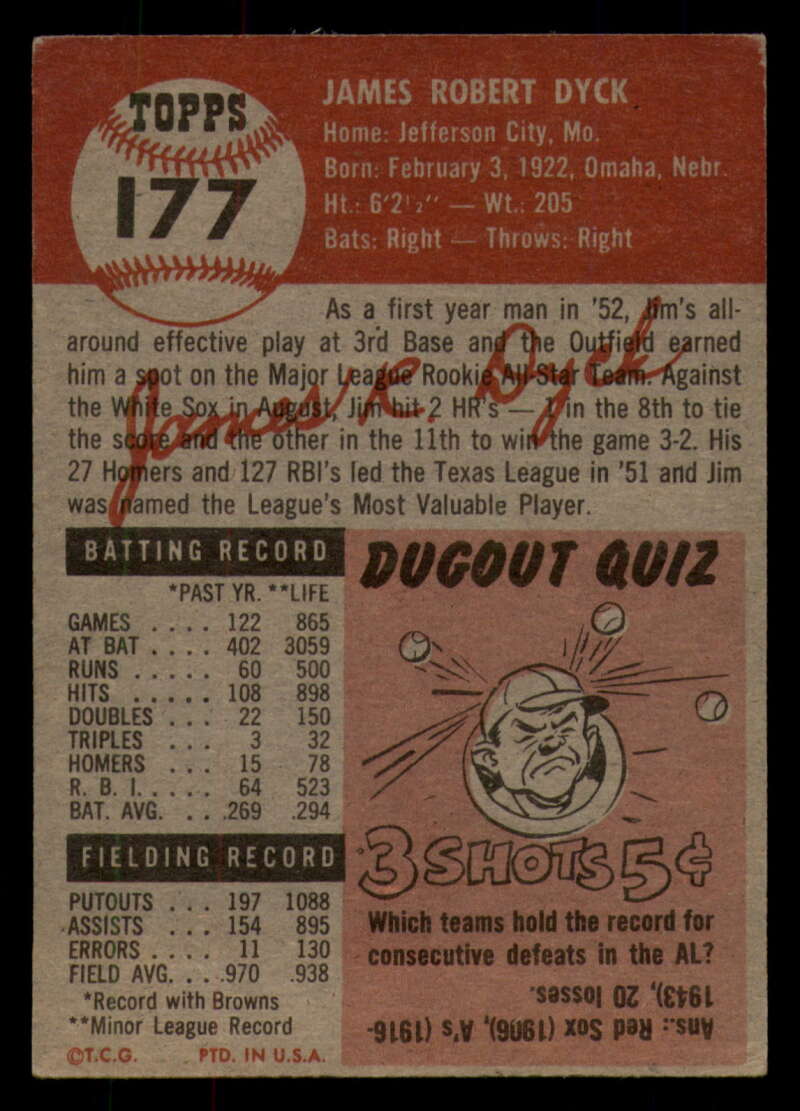 TOPPS
177
JAMES ROBERT DYCK
Home: Jefferson City, Mo.
Born: February 3, 1922, Omaha, Nebr.
Ht.: 6'2½" — Wt.: 205
Bats: Right — Throws: Right
As a first year man in '52, Jim's all-
around effective play at 3rd Base and the Outfield earned
him a spot on the Major League Rookie All-Star Team. Against
the White Sox in August, Jim hit 2 HR's — 1 in the 8th to tie
the score and the other in the 11th to win the game 3-2. His
27 Homers and 127 RBI's led the Texas League in '51 and Jim
was named the League's Most Valuable Player.
James R. Dyck
BATTING RECORD
*PAST YR. **LIFE
GAMES .... 122 865
AT BAT .... 402 3059
RUNS ..... 60 500
HITS ..... 108 898
DOUBLES ... 22 150
TRIPLES ... 3 32
HOMERS ... 15 78
R. B. I. .... 64 523
BAT. AVG. .. .269 .294
FIELDING RECORD
PUTOUTS ... 197 1088
ASSISTS ... 154 895
ERRORS .... 11 130
FIELD AVG. .. .970 .938
*Record with Browns
**Minor League Record
©T.C.G. PTD. IN U.S.A.
DUGOUT QUIZ
3 SHOTS 5¢
Which teams hold the record for
consecutive defeats in the AL?
Ans.: Red Sox (1906), A's (1916-
1943), 20 losses.